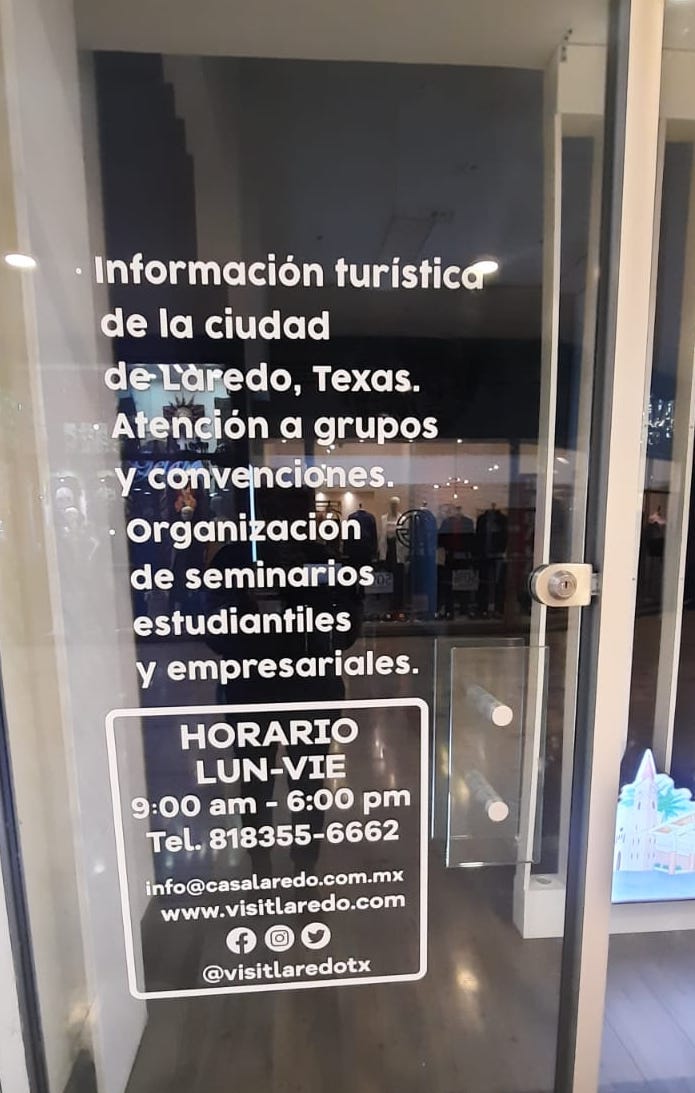 · Información turística
de la ciudad
de Laredo, Texas.
· Atención a grupos
y convenciones.
· Organización
de seminarios
estudiantiles
y empresariales.
HORARIO
LUN-VIE
9:00 am - 6:00 pm
Tel. 818355-6662
info@casalaredo.com.mx
www.visitlaredo.com
@visitlaredotx